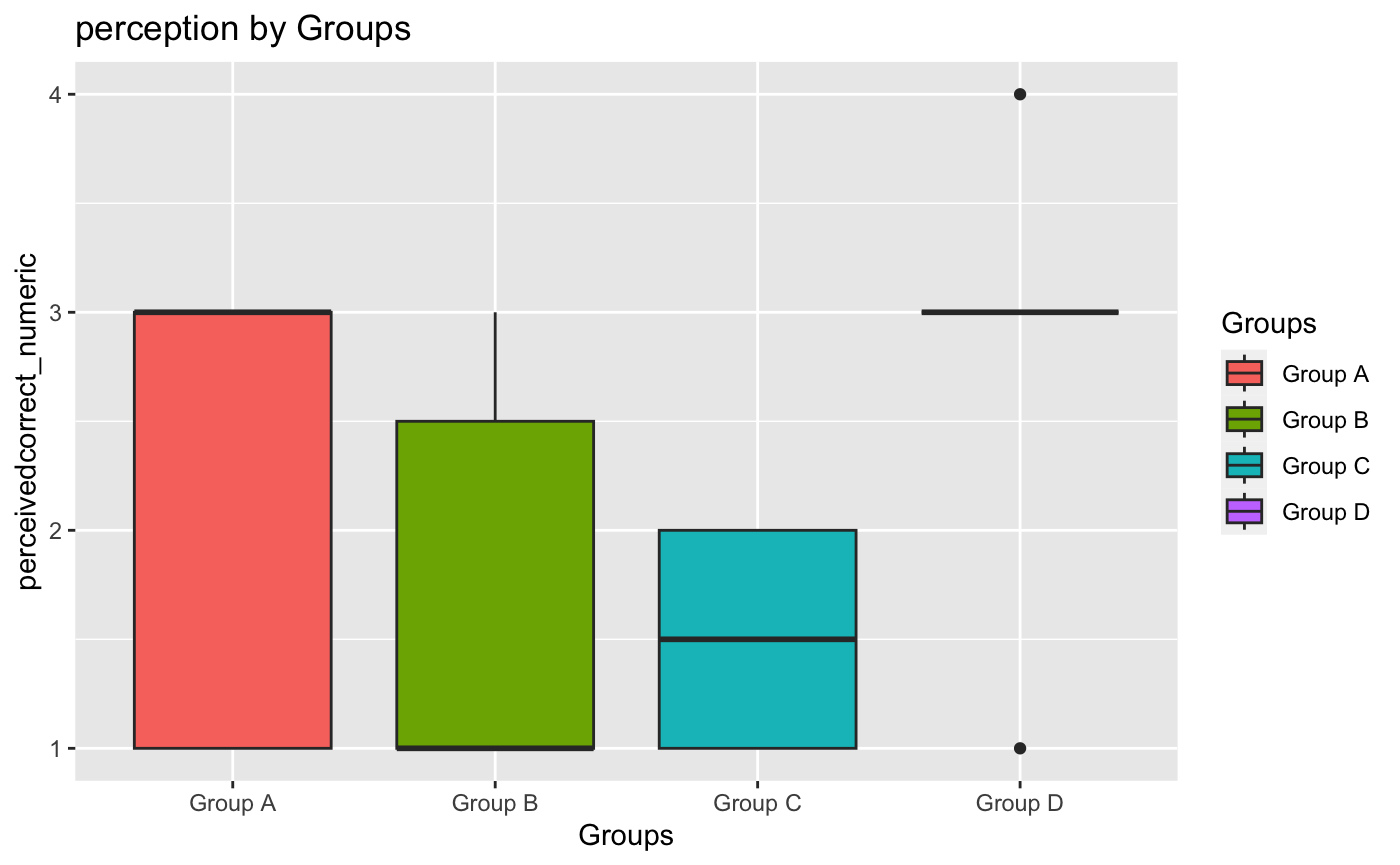 perception by Groups
perceivedcorrect_numeric
4
3
2
1
Group A
Group B
Group C
Group D
Groups
Groups
Group A
Group B
Group C
Group D